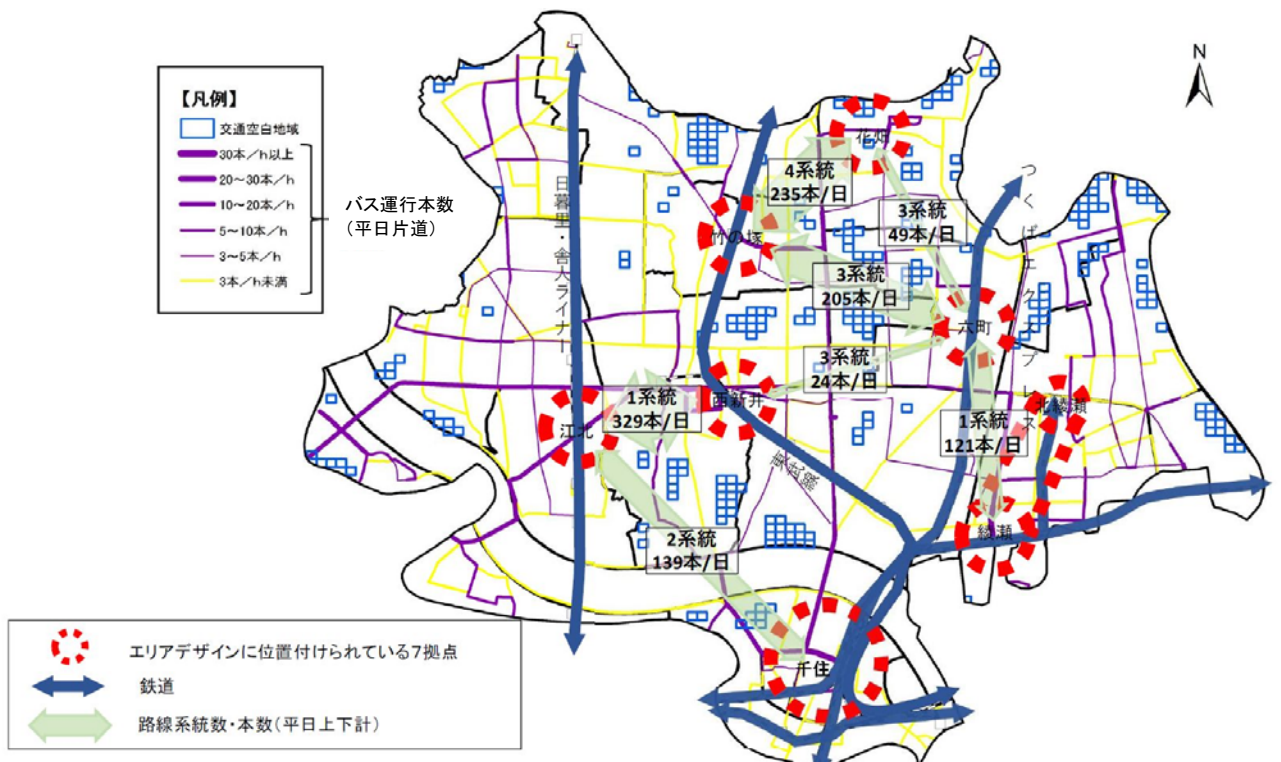 【凡例】
交通空白地域
30本/h以上
20～30本/h
10～20本/h
5～10本/h
3～5本/h
3本/h未満
バス運行本数
(平日片道)
N
花畑
4系統
235本/日
3系統
49本/日
竹の塚
3系統
205本/日
六町
日暮里・舎人ライナー
つくばエクスプレス
3系統
24本/日
西新井
1系統
329本/日
江北
1系統
121本/日
北綾瀬
東武線
綾瀬
2系統
139本/日
千住
エリアデザインに位置付けられている7拠点
鉄道
路線系統数・本数(平日上下計)